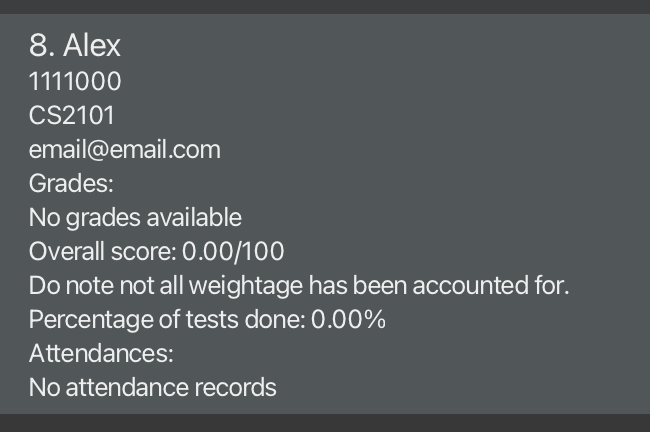 8. Alex
1111000
CS2101
email@email.com
Grades:
No grades available
Overall score: 0.00/100
Do note not all weightage has been accounted for.
Percentage of tests done: 0.00%
Attendances:
No attendance records